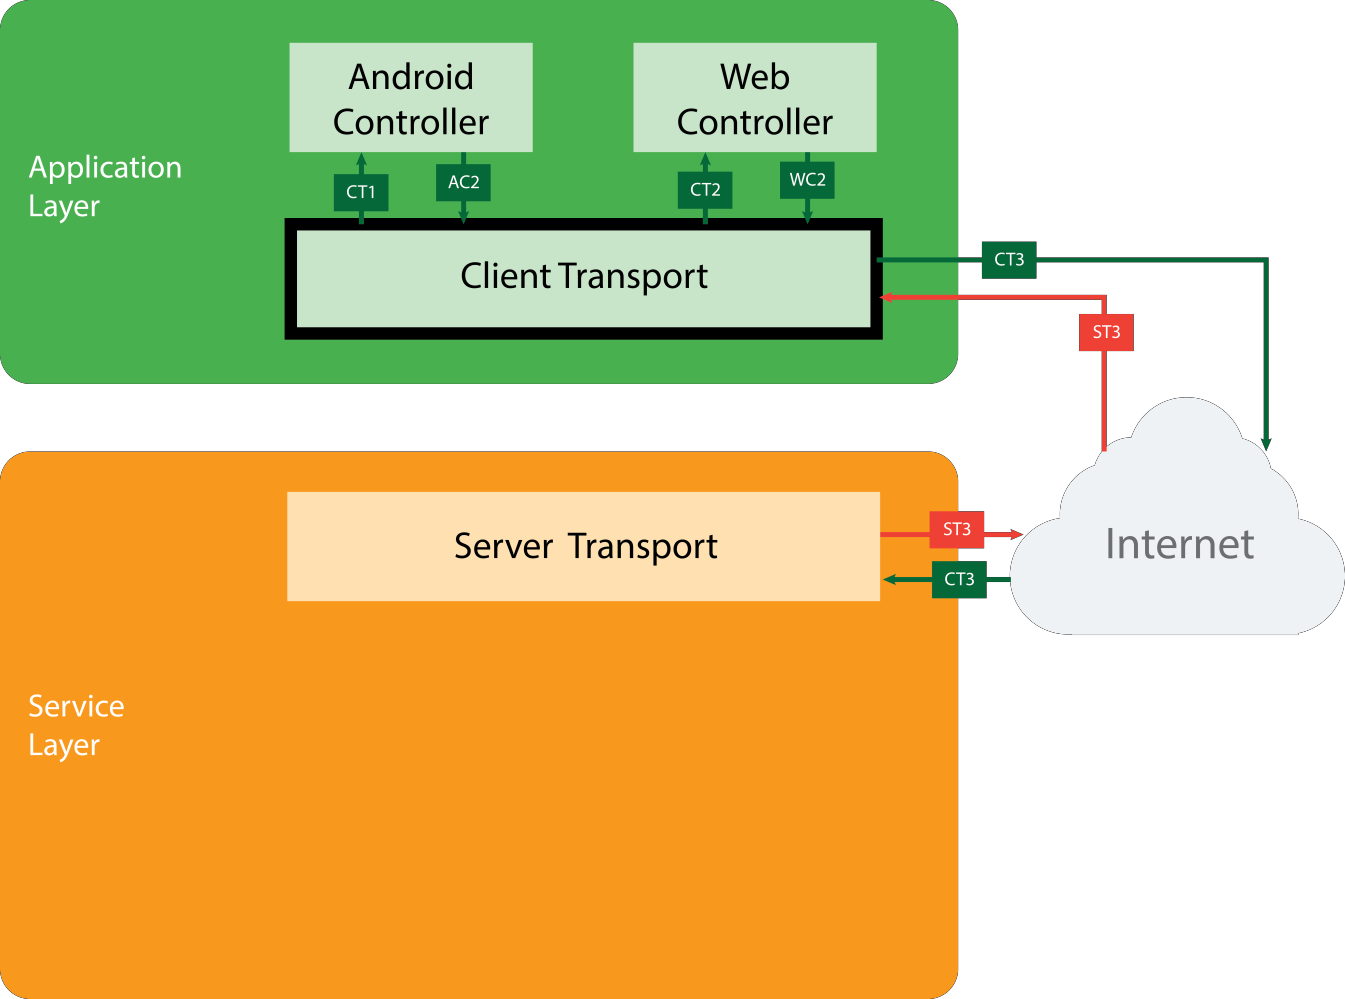 Android
Controller
Web
Controller
Application
Layer
CT1
AC2
CT2
WC2
Client Transport
CT3
ST3
Server Transport
ST3
CT3
Internet
Service
Layer